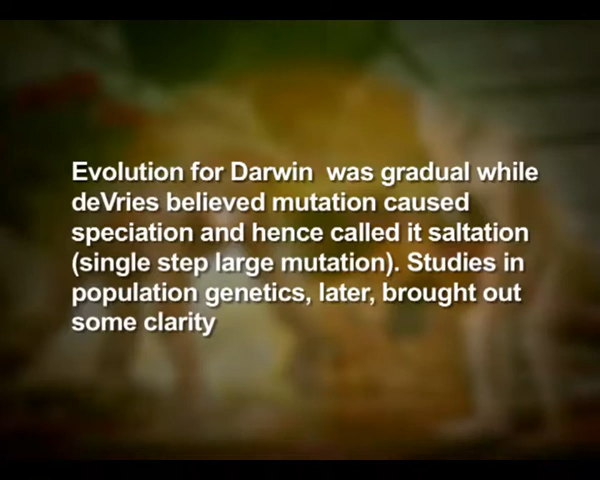 Evolution for Darwin  was gradual while
deVries believed mutation caused
speciation and hence called it saltation
(single step large mutation). Studies in
population genetics, later, brought out
some clarity